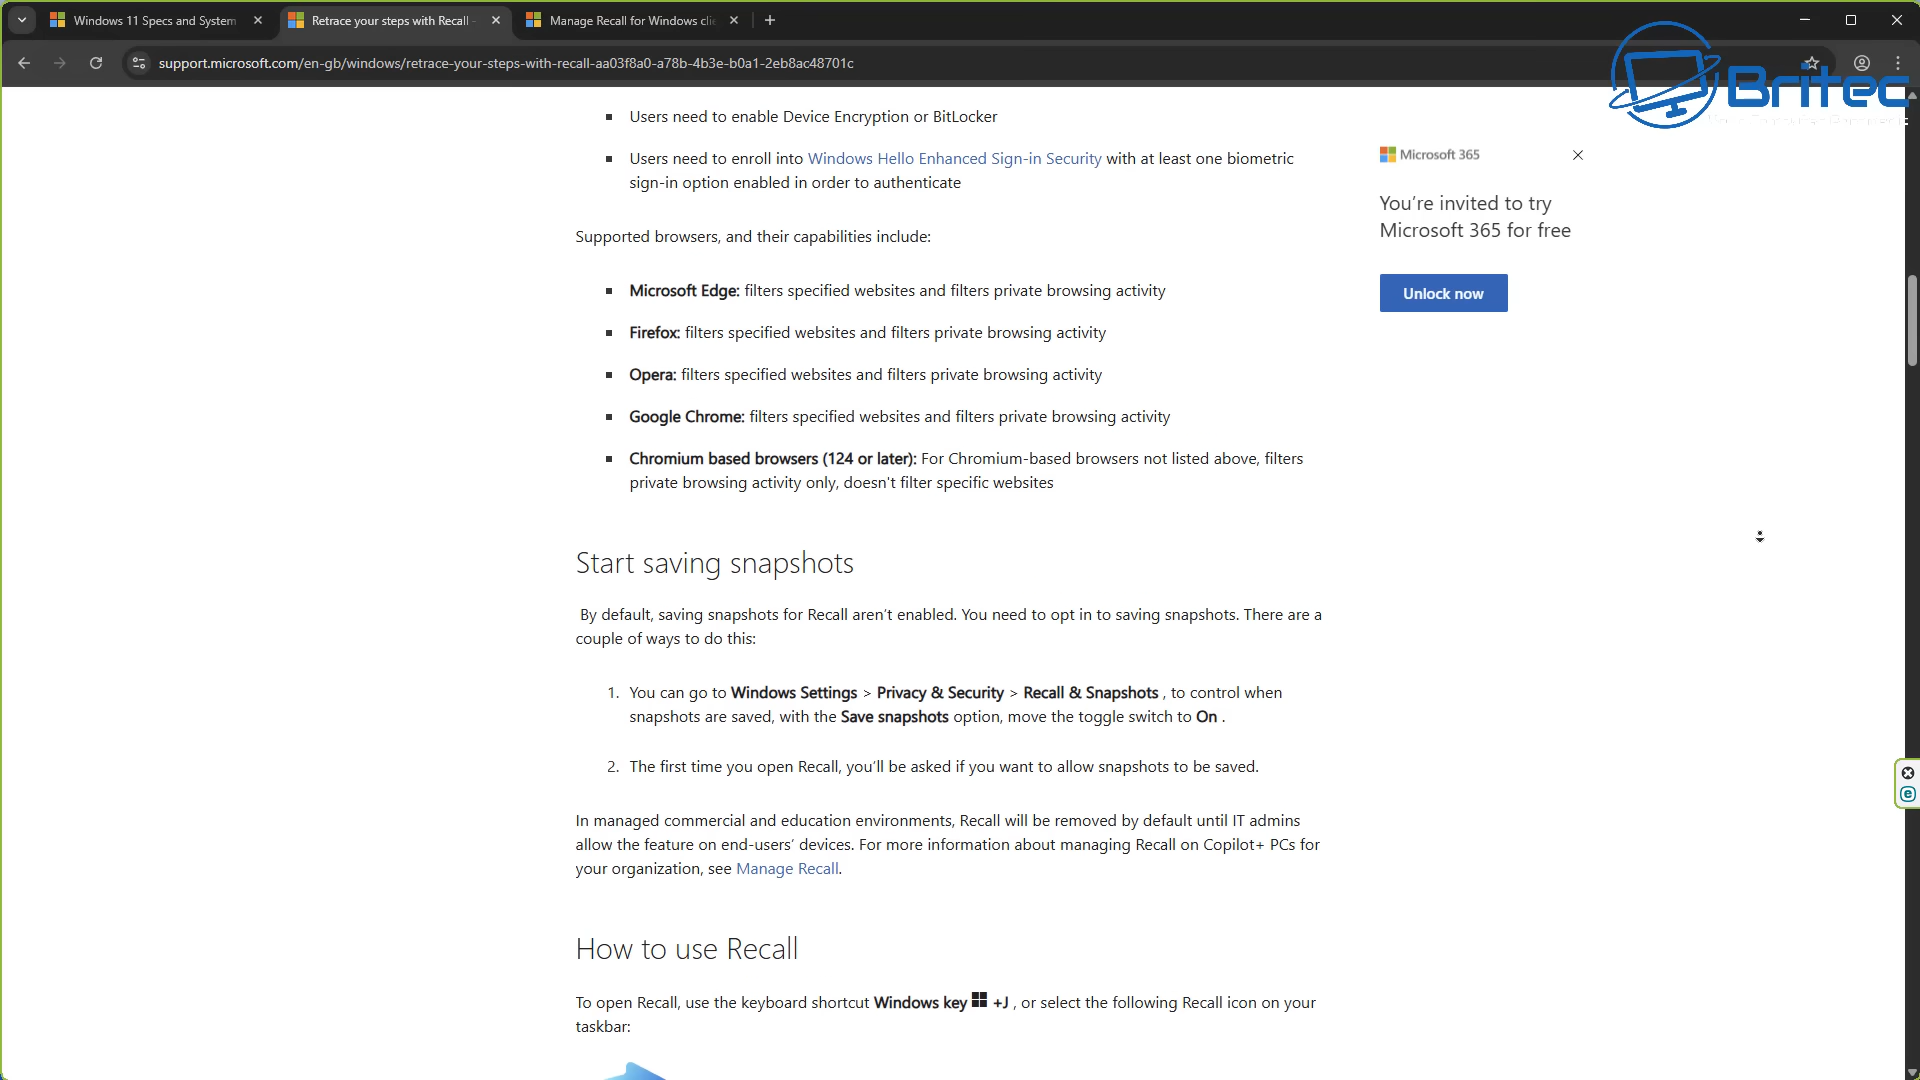 Windows 11 Specs and System
Retrace your steps with Recall -
Manage Recall for Windows clie
support.microsoft.com/en-gb/windows/retrace-your-steps-with-recall-aa03f8a0-a78b-4b3e-b0a1-2eb8ac48701c
Britec
Users need to enable Device Encryption or BitLocker
Users need to enroll into Windows Hello Enhanced Sign-in Security with at least one biometric
sign-in option enabled in order to authenticate
Supported browsers, and their capabilities include:
Microsoft Edge: filters specified websites and filters private browsing activity
Firefox: filters specified websites and filters private browsing activity
Opera: filters specified websites and filters private browsing activity
Google Chrome: filters specified websites and filters private browsing activity
Chromium based browsers (124 or later): For Chromium-based browsers not listed above, filters
private browsing activity only, doesn't filter specific websites
Microsoft 365
You're invited to try
Microsoft 365 for free
Unlock now
Start saving snapshots
By default, saving snapshots for Recall aren't enabled. You need to opt in to saving snapshots. There are a
couple of ways to do this:
1. You can go to Windows Settings > Privacy & Security > Recall & Snapshots , to control when
snapshots are saved, with the Save snapshots option, move the toggle switch to On .
2. The first time you open Recall, you'll be asked if you want to allow snapshots to be saved.
In managed commercial and education environments, Recall will be removed by default until IT admins
allow the feature on end-users' devices. For more information about managing Recall on Copilot+ PCs for
your organization, see Manage Recall.
How to use Recall
To open Recall, use the keyboard shortcut Windows key +J , or select the following Recall icon on your
taskbar: